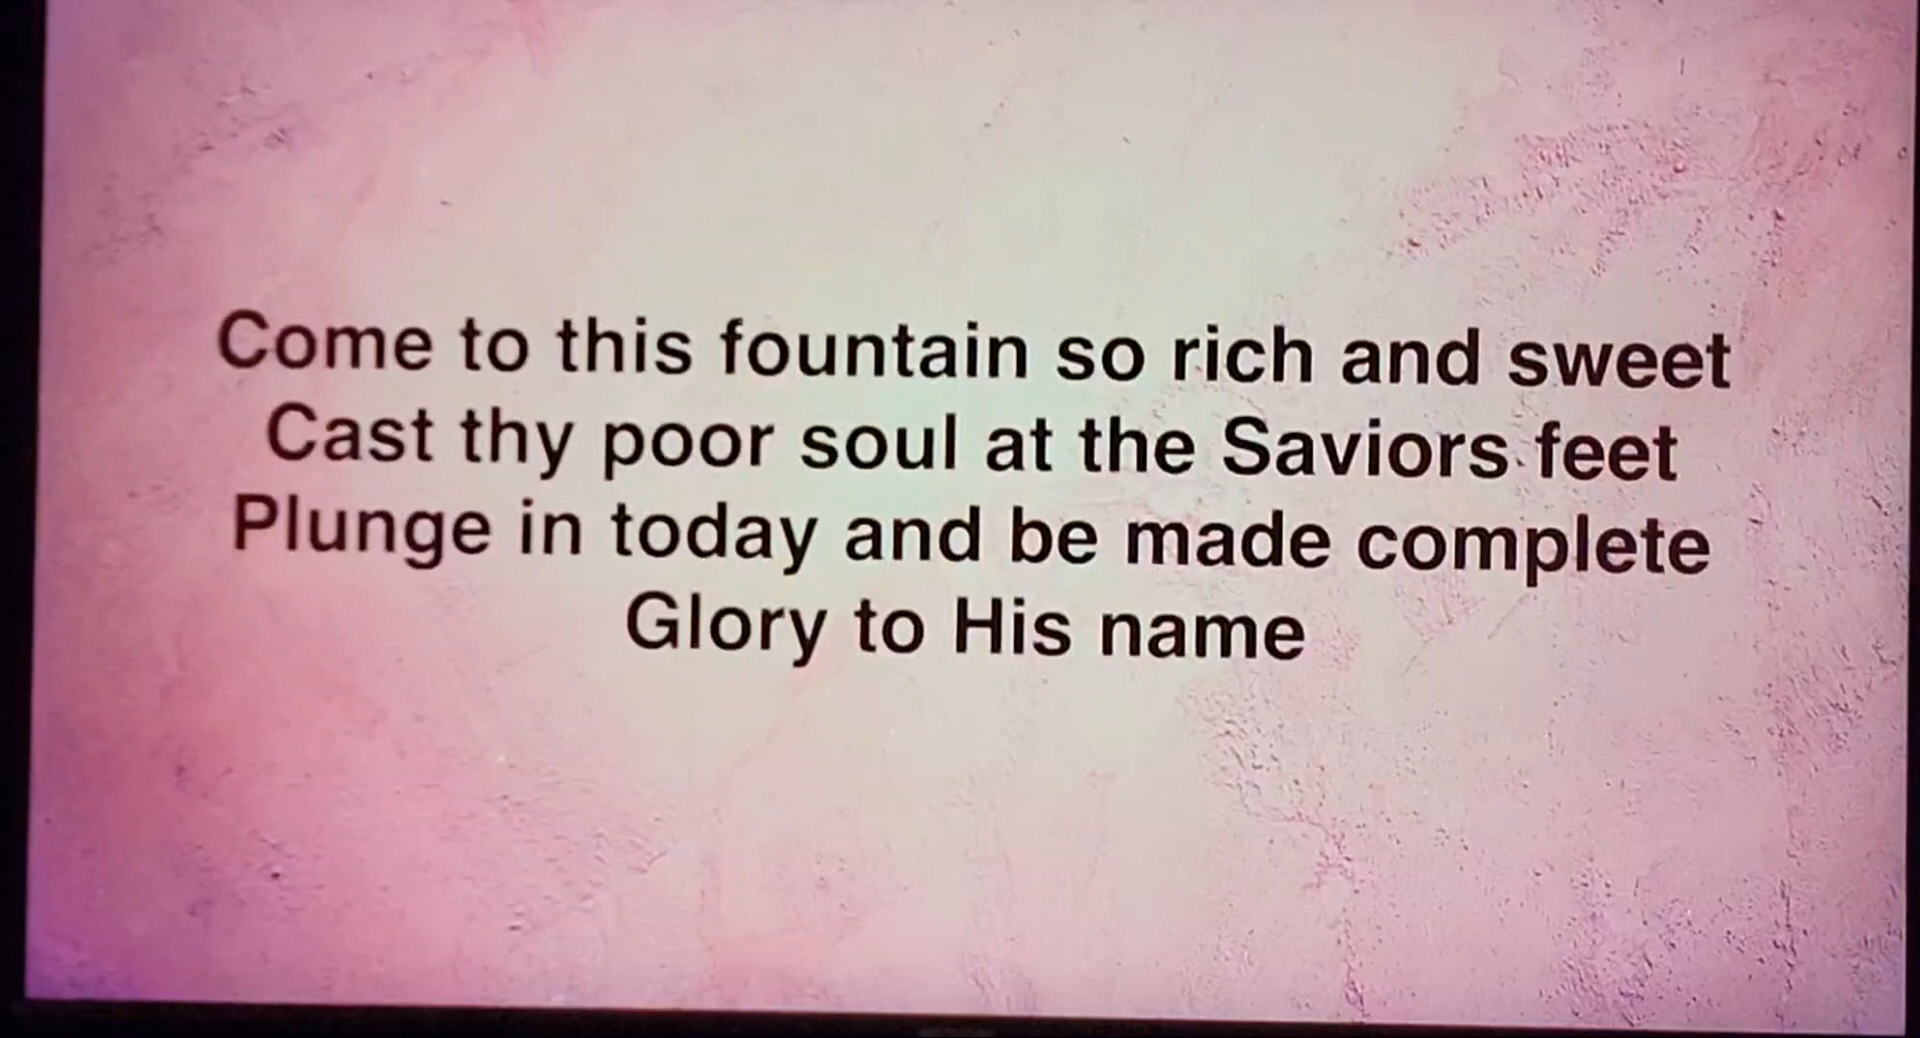 Come to this fountain so rich and sweet
Cast thy poor soul at the Saviors feet
Plunge in today and be made complete
Glory to His name